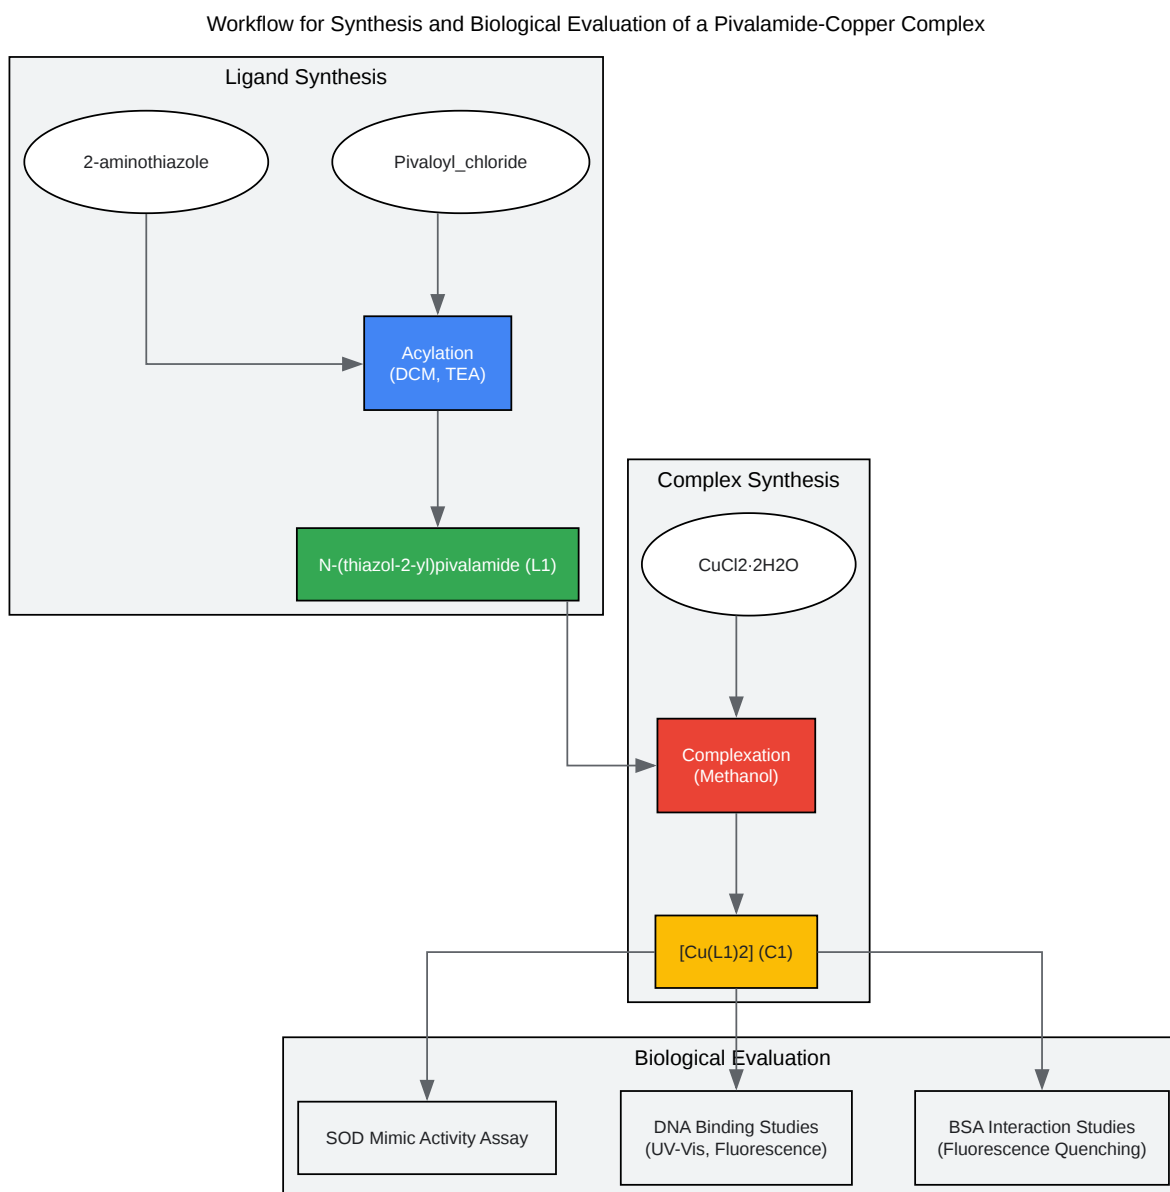 Workflow for Synthesis and Biological Evaluation of a Pivalamide-Copper Complex
Ligand Synthesis
2-aminothiazole
Pivaloyl_chloride
Acylation
(DCM, TEA)
N-(thiazol-2-yl)pivalamide (L1)
Complex Synthesis
CuCl2·2H2O
Complexation
(Methanol)
[Cu(L1)2] (C1)
Biological Evaluation
SOD Mimic Activity Assay
DNA Binding Studies
(UV-Vis, Fluorescence)
BSA Interaction Studies
(Fluorescence Quenching)